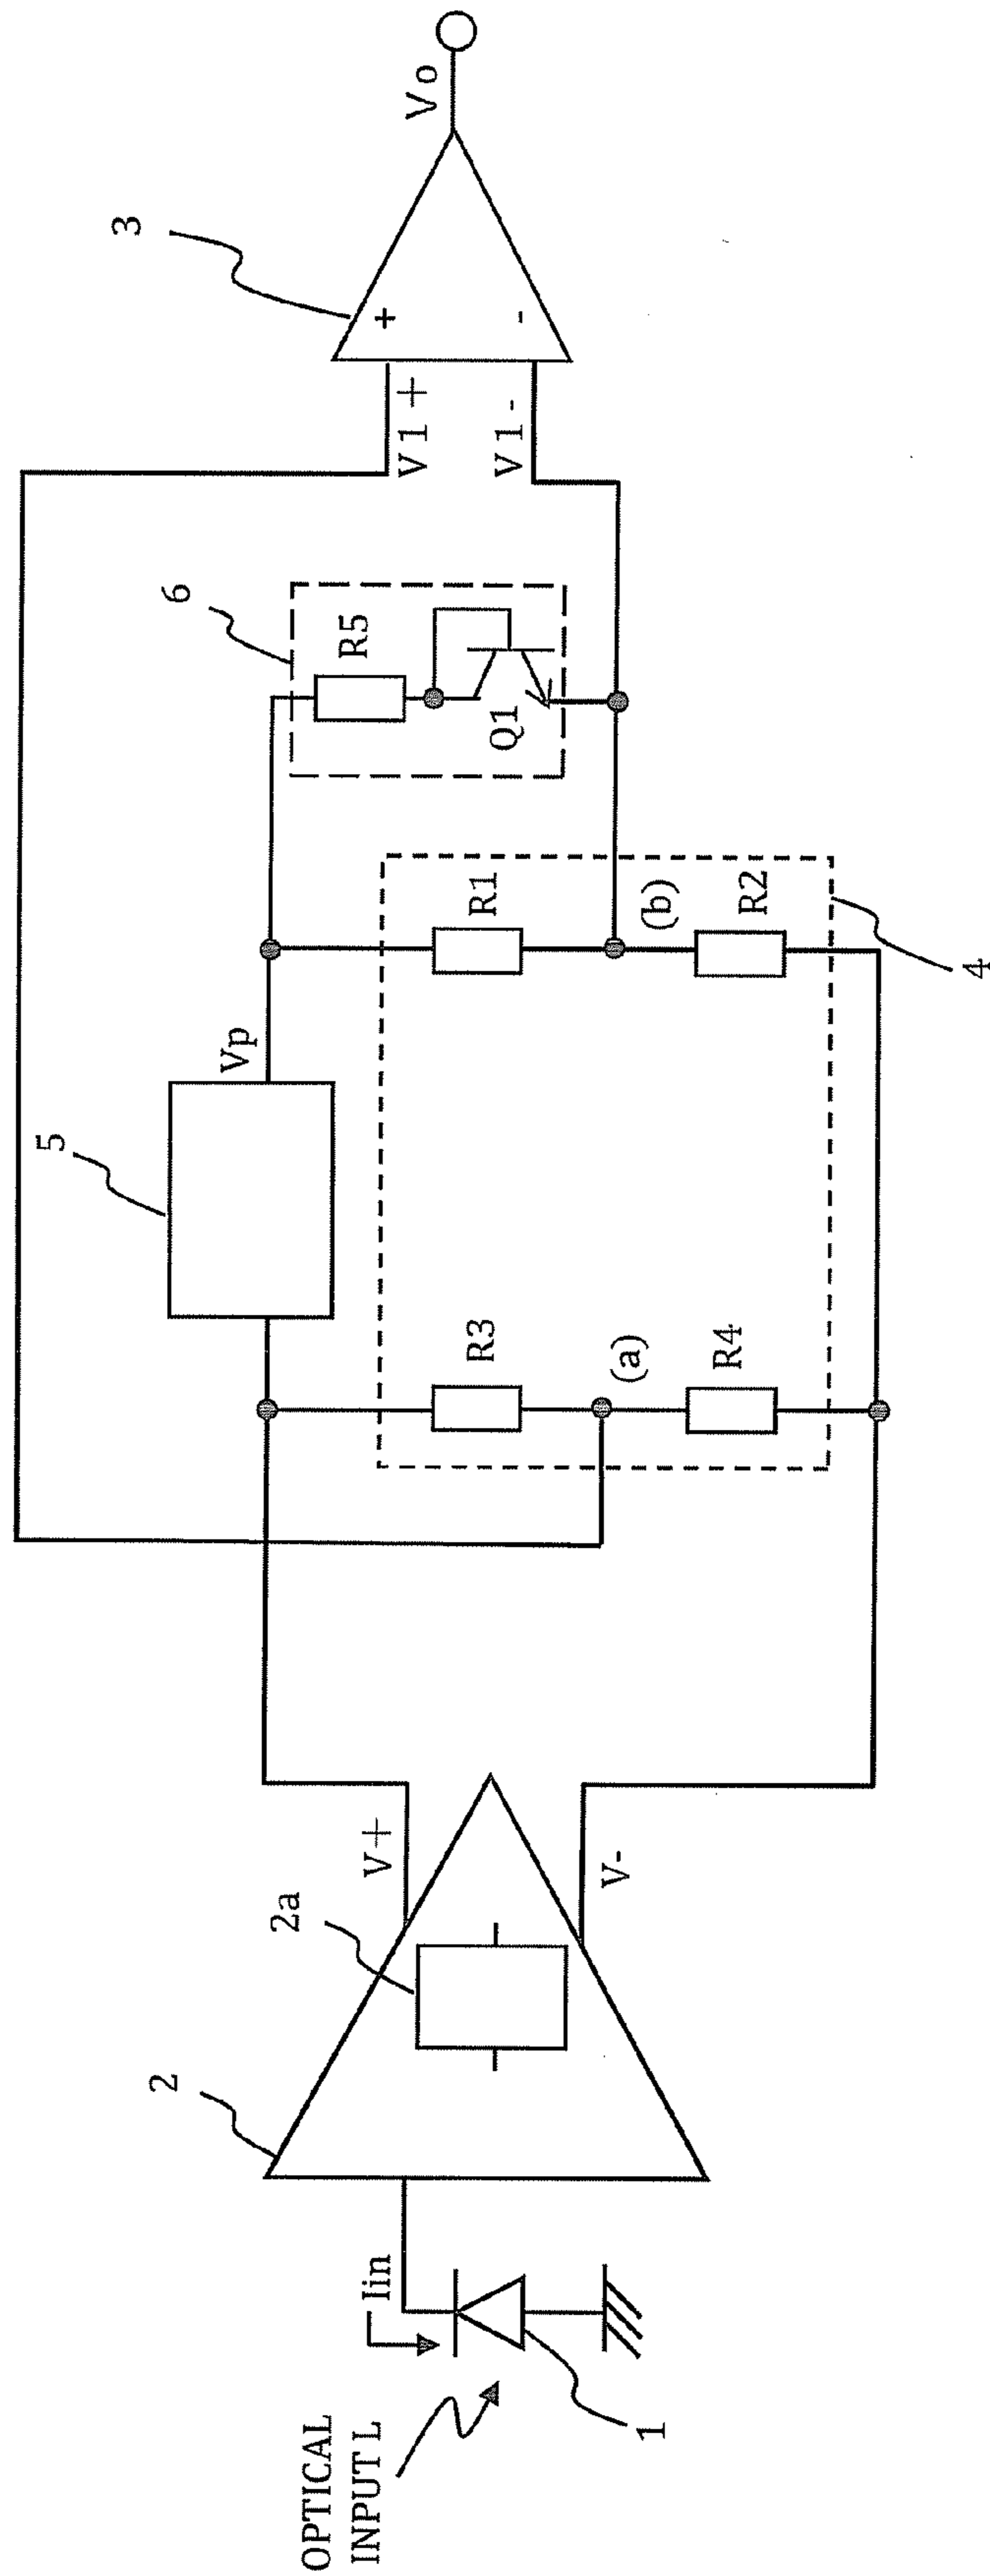 OPTICAL
INPUT L
1
Iin
2
2a
V+
V-
R3
(a)
R4
5
Vp
R1
(b)
R2
4
6
R5
Q1
V1+
V1-
3
+
-
Vo